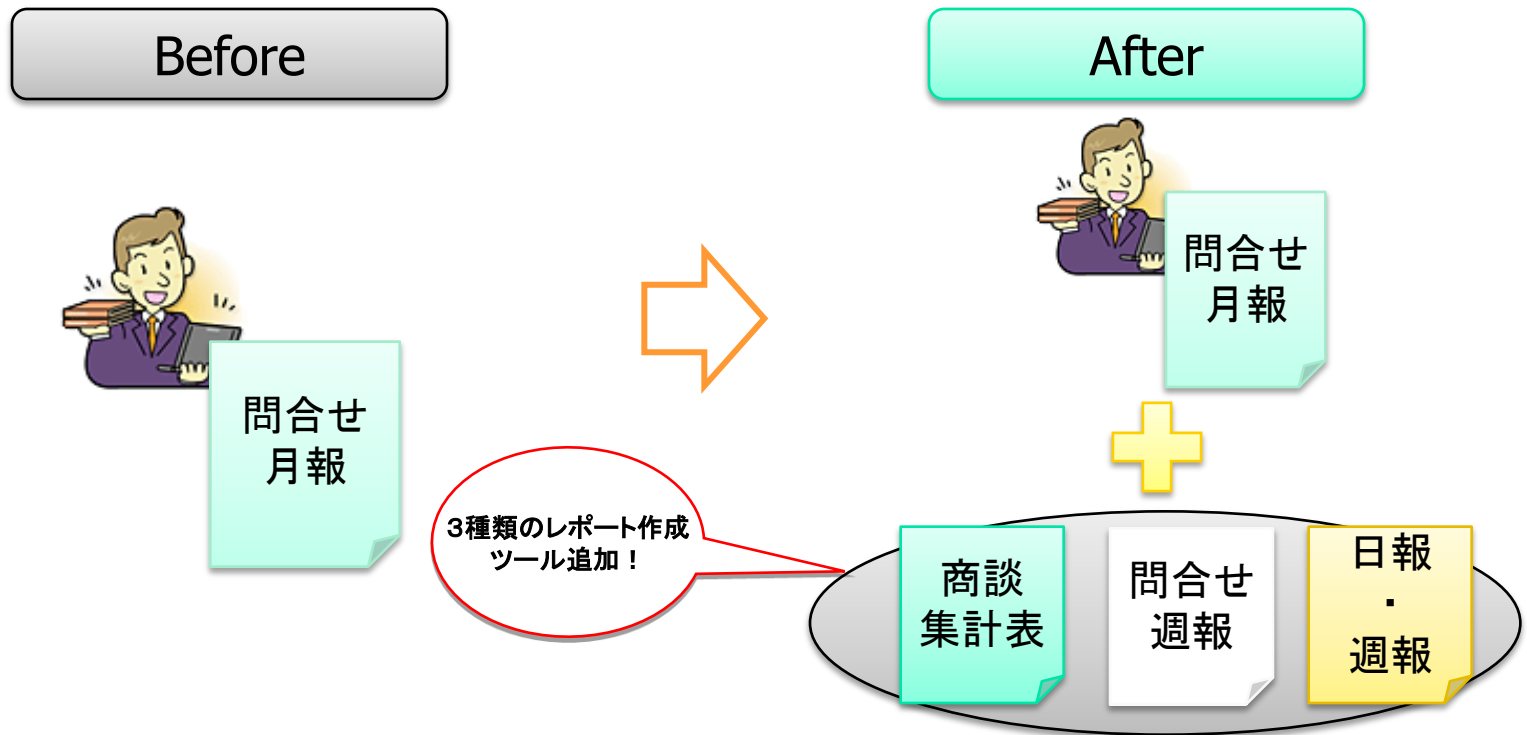 Before
After
問合せ
月報
問合せ
月報
3種類のレポート作成
ツール追加！
商談
集計表
問合せ
週報
日報
・
週報